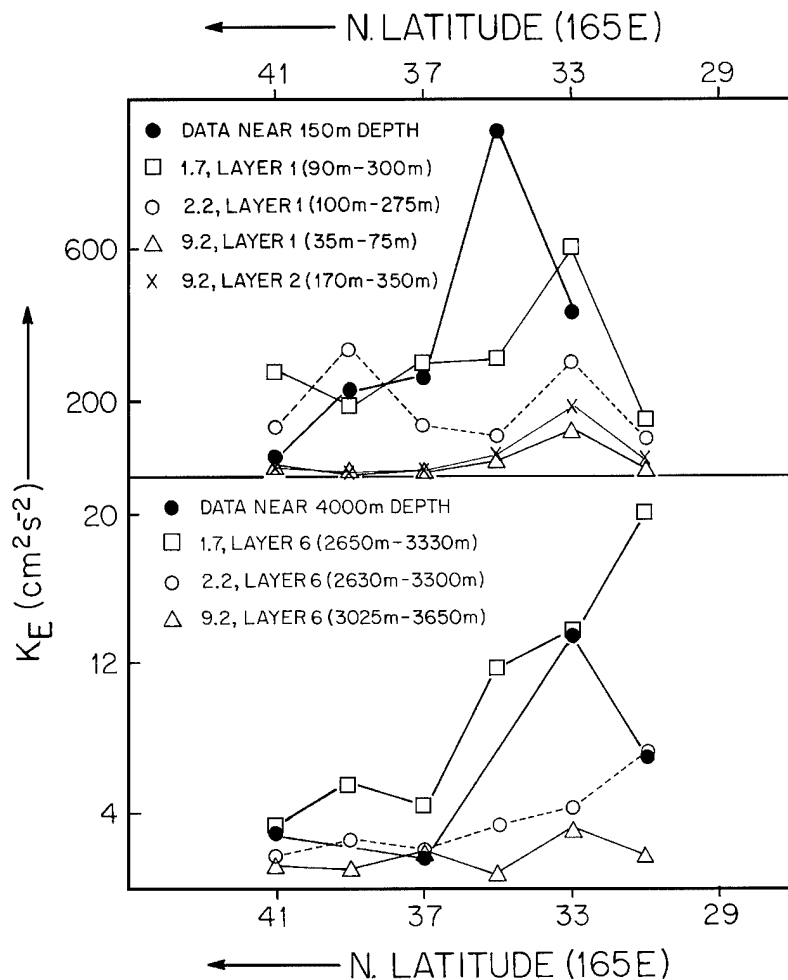 N. LATITUDE (165E)
41 37 33 29
DATA NEAR 150m DEPTH
1.7, LAYER 1 (90m-300m)
2.2, LAYER 1 (100m-275m)
9.2, LAYER 1 (35m-75m)
9.2, LAYER 2 (170m-350m)
600
200
K_E (cm²s⁻²)
DATA NEAR 4000m DEPTH
1.7, LAYER 6 (2650m-3330m)
2.2, LAYER 6 (2630m-3300m)
9.2, LAYER 6 (3025m-3650m)
20
12
4
41 37 33 29
N. LATITUDE (165E)